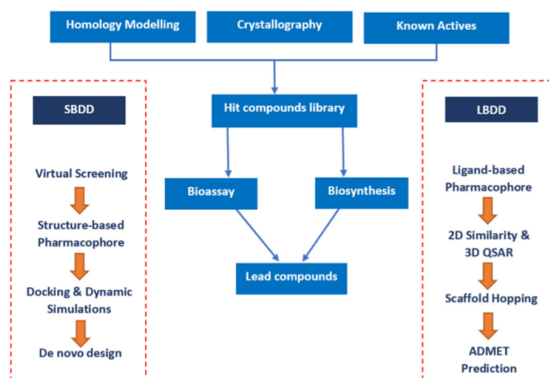 Homology Modelling
Crystallography
Known Actives
SBDD
Virtual Screening
Structure-based
Pharmacophore
Docking & Dynamic
Simulations
De novo design
Hit compounds library
Bioassay
Biosynthesis
Lead compounds
LBDD
Ligand-based
Pharmacophore
2D Similarity &
3D QSAR
Scaffold Hopping
ADMET
Prediction